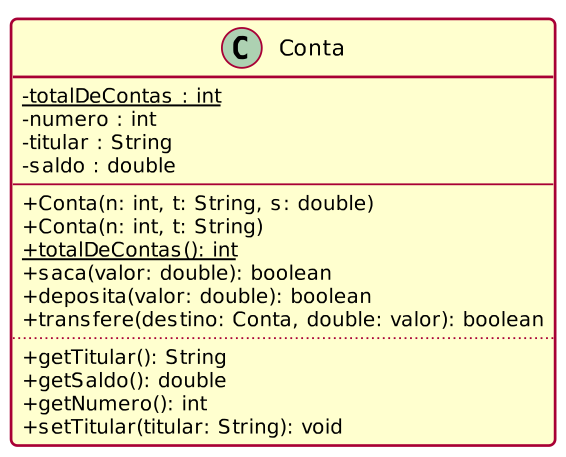 C Conta
-totalDeContas : int
-numero : int
-titular : String
-saldo : double
+Conta(n: int, t: String, s: double)
+Conta(n: int, t: String)
+totalDeContas(): int
+saca(valor: double): boolean
+deposita(valor: double): boolean
+transfere(destino: Conta, double: valor): boolean
+getTitular(): String
+getSaldo(): double
+getNumero(): int
+setTitular(titular: String): void